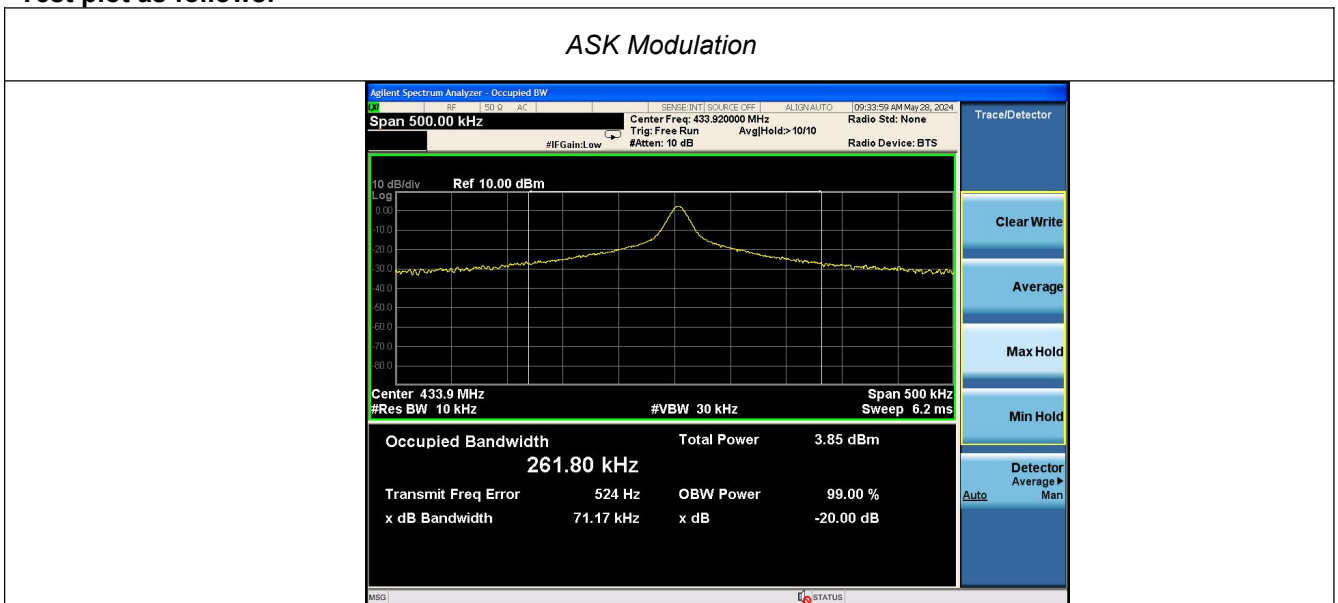 Test plot as follows:
ASK Modulation
Agilent Spectrum Analyzer - Occupied BW
LXI RF 50 Ω AC SENSE:INT SOURCE OFF ALIGN AUTO 09:33:59 AM May 28, 2024
Span 500.00 kHz Center Freq: 433.920000 MHz Radio Std: None
Trig: Free Run Avg|Hold:>10/10
#IFGain:Low #Atten: 10 dB Radio Device: BTS
Trace/Detector
10 dB/div Ref 10.00 dBm
Log
0.00
-10.0
-20.0
-30.0
-40.0
-50.0
-60.0
-70.0
-80.0
Center 433.9 MHz Span 500 kHz
#Res BW 10 kHz #VBW 30 kHz Sweep 6.2 ms
Occupied Bandwidth Total Power 3.85 dBm
261.80 kHz
Transmit Freq Error 524 Hz OBW Power 99.00 %
x dB Bandwidth 71.17 kHz x dB -20.00 dB
Clear Write
Average
Max Hold
Min Hold
Detector
Average▶
Auto Man
MSG STATUS